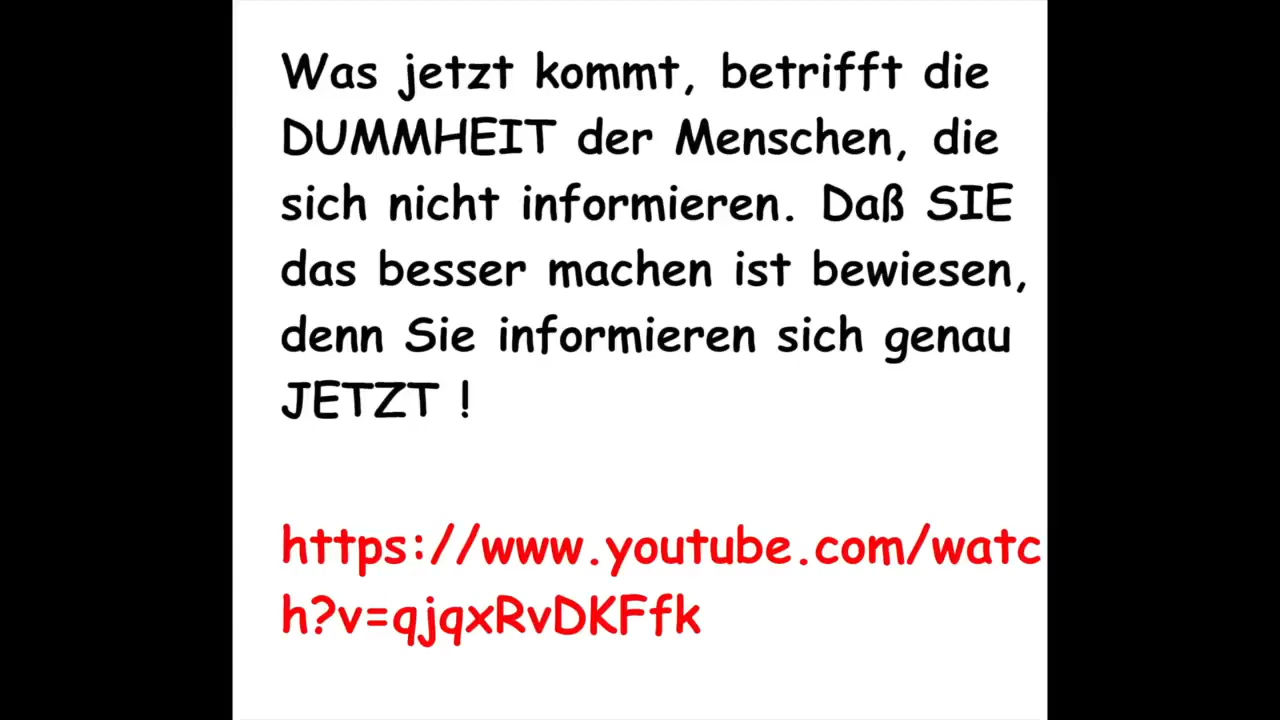 Was jetzt kommt, betrifft die
DUMMHEIT der Menschen, die
sich nicht informieren. Daß SIE
das besser machen ist bewiesen,
denn Sie informieren sich genau
JETZT !
https://www.youtube.com/watc
h?v=qjqxRvDKFfk